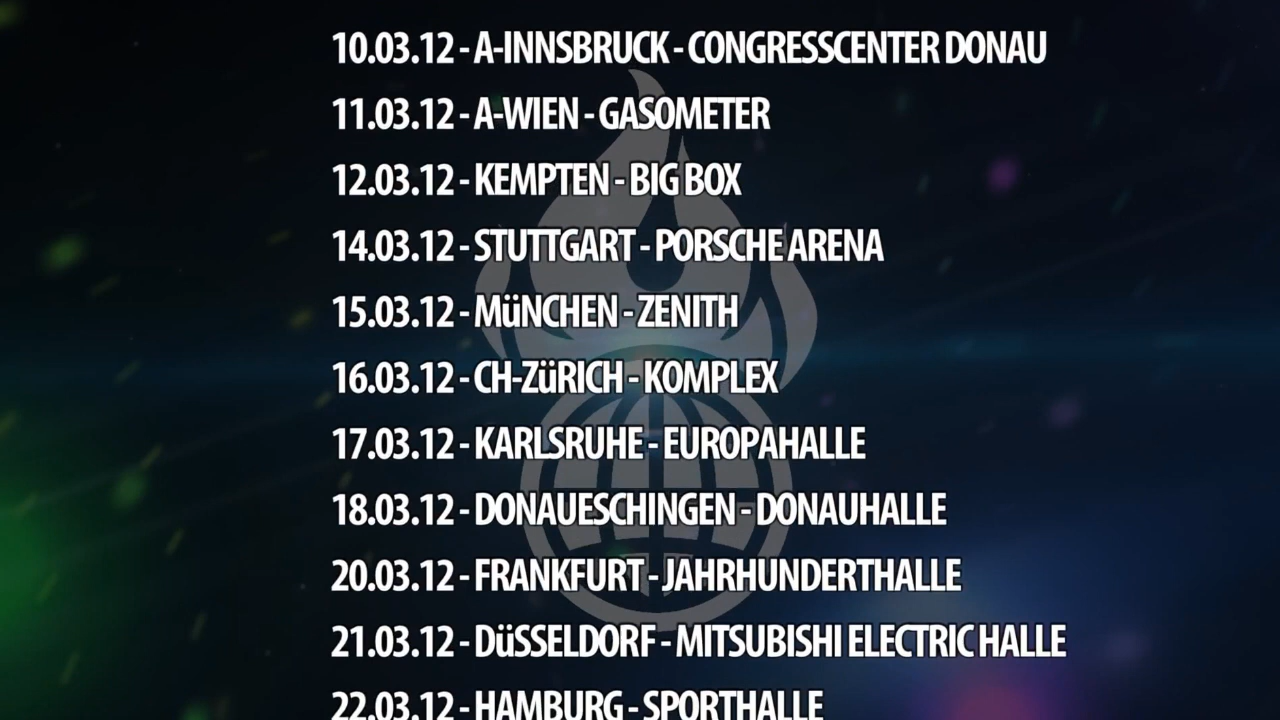 10.03.12 - A-INNSBRUCK - CONGRESSCENTER DONAU
11.03.12 - A-WIEN - GASOMETER
12.03.12 - KEMPTEN - BIG BOX
14.03.12 - STUTTGART - PORSCHE ARENA
15.03.12 - MüNCHEN - ZENITH
16.03.12 - CH-ZüRICH - KOMPLEX
17.03.12 - KARLSRUHE - EUROPAHALLE
18.03.12 - DONAUESCHINGEN - DONAUHALLE
20.03.12 - FRANKFURT - JAHRHUNDERTHALLE
21.03.12 - DüSSELDORF - MITSUBISHI ELECTRIC HALLE
22.03.12 - HAMBURG - SPORTHALLE